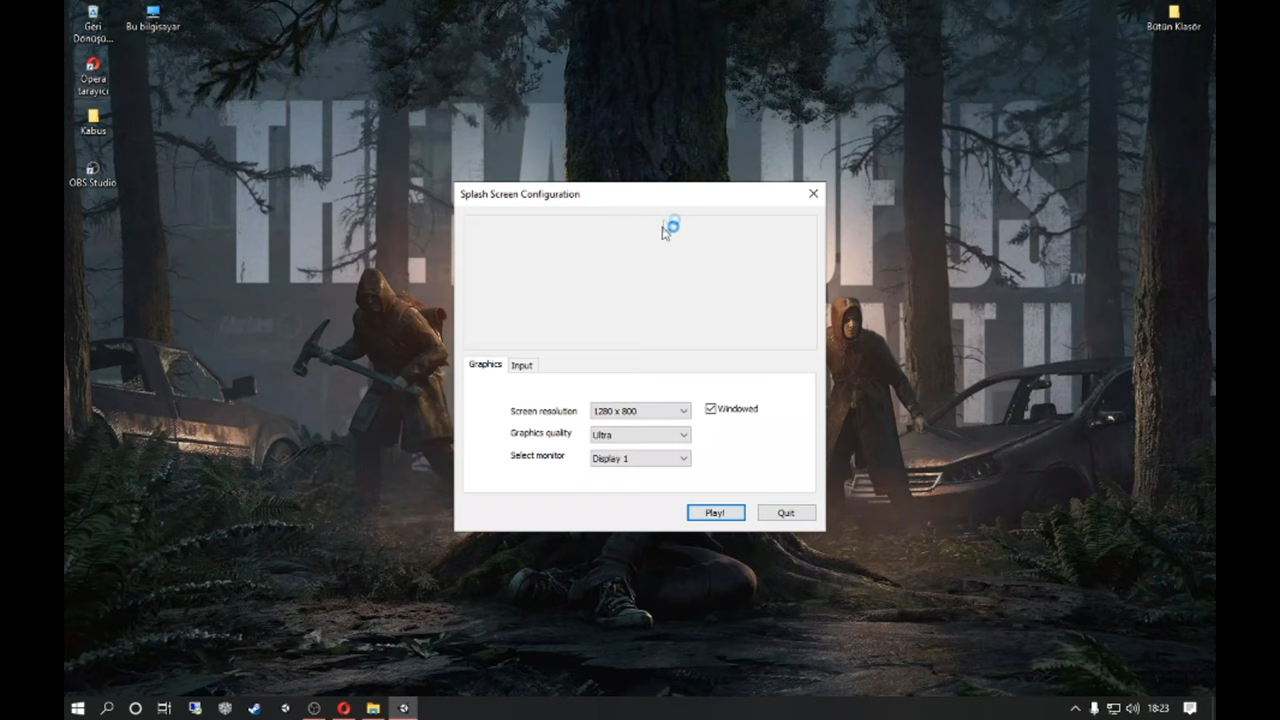 Geri
Dönüşü...
Bu bilgisayar
Bütün Klasör
Opera
tarayıcı
Kabus
OBS Studio
Splash Screen Configuration
Graphics
Input
Screen resolution
1280 x 800
Windowed
Graphics quality
Ultra
Select monitor
Display 1
Play!
Quit
18:23